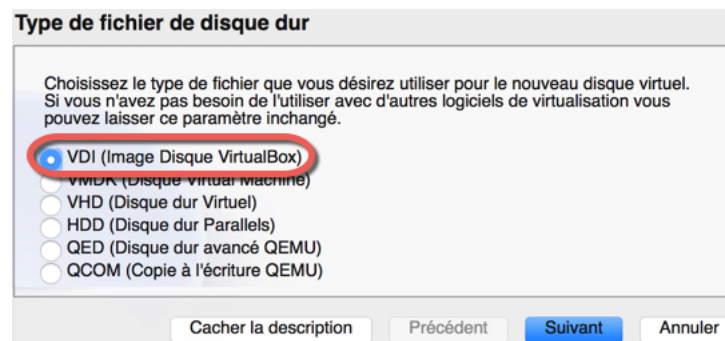 Type de fichier de disque dur
Choisissez le type de fichier que vous désirez utiliser pour le nouveau disque virtuel.
Si vous n'avez pas besoin de l'utiliser avec d'autres logiciels de virtualisation vous
pouvez laisser ce paramètre inchangé.
VDI (Image Disque VirtualBox)
VMDK (Disque Virtual Machine)
VHD (Disque dur Virtuel)
HDD (Disque dur Parallels)
QED (Disque dur avancé QEMU)
QCOM (Copie à l'écriture QEMU)
Cacher la description Précédent Suivant Annuler